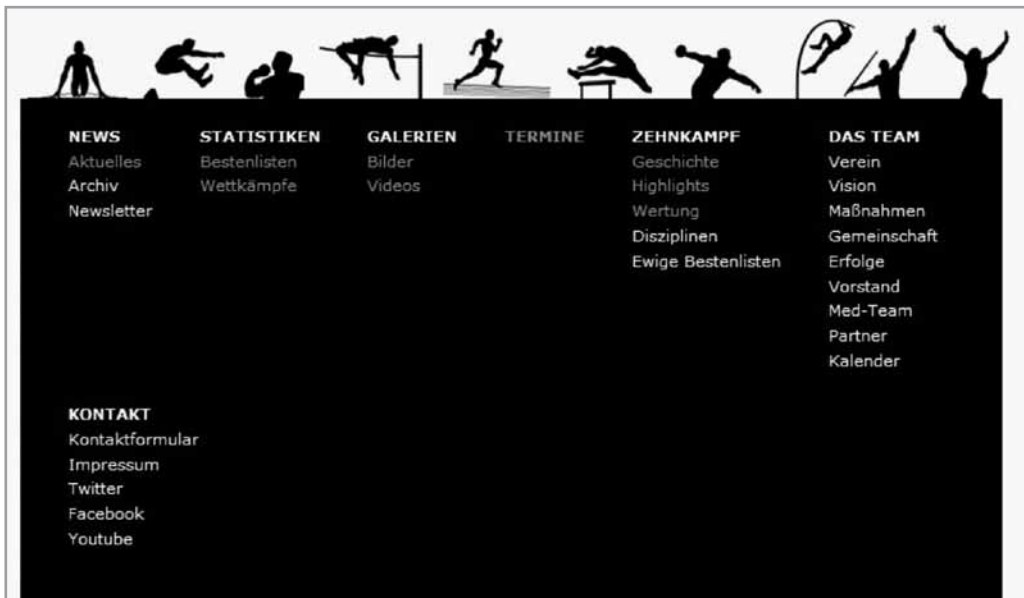 NEWS
Aktuelles
Archiv
Newsletter
STATISTIKEN
Bestenlisten
Wettkämpfe
GALERIEN
Bilder
Videos
TERMINE
ZEHNKAMPF
Geschichte
Highlights
Wertung
Disziplinen
Ewige Bestenlisten
DAS TEAM
Verein
Vision
Maßnahmen
Gemeinschaft
Erfolge
Vorstand
Med-Team
Partner
Kalender
KONTAKT
Kontaktformular
Impressum
Twitter
Facebook
Youtube